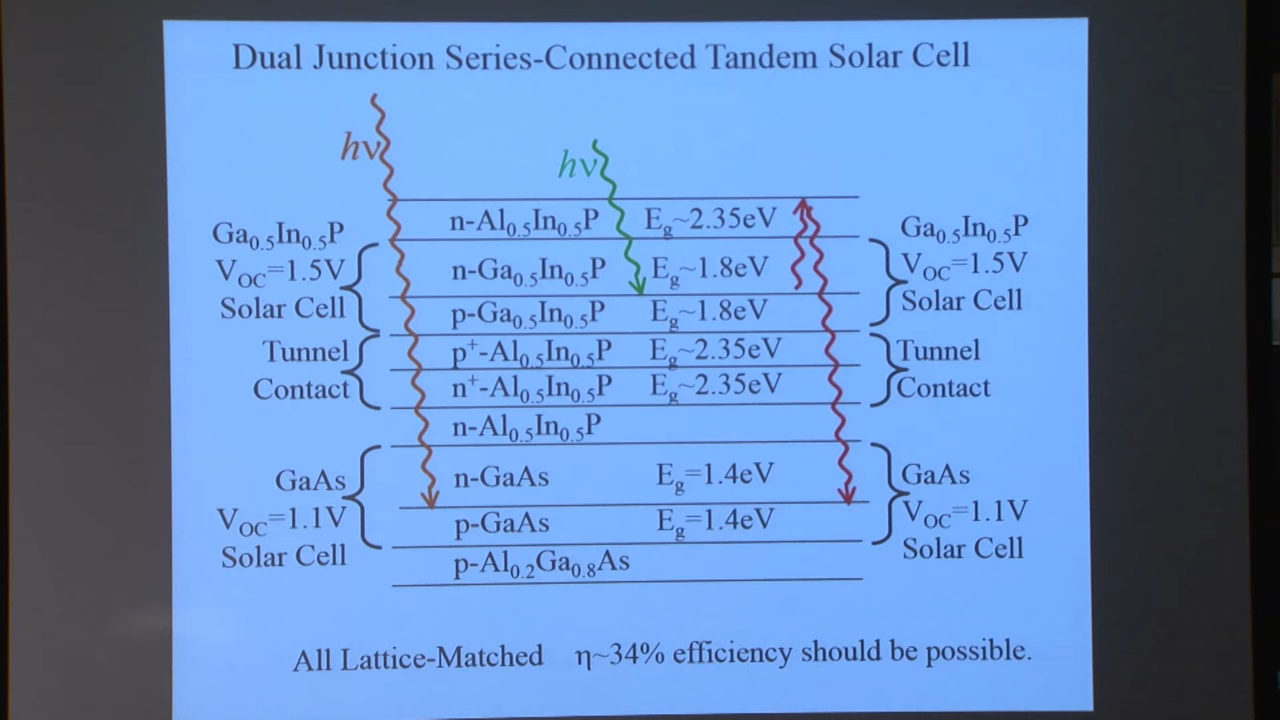 Dual Junction Series-Connected Tandem Solar Cell
hν
hν
Ga0.5In0.5P
VOC=1.5V
Solar Cell
Tunnel
Contact
GaAs
VOC=1.1V
Solar Cell
n-Al0.5In0.5P Eg~2.35eV
n-Ga0.5In0.5P Eg~1.8eV
p-Ga0.5In0.5P Eg~1.8eV
p+-Al0.5In0.5P Eg~2.35eV
n+-Al0.5In0.5P Eg~2.35eV
n-Al0.5In0.5P
n-GaAs Eg=1.4eV
p-GaAs Eg=1.4eV
p-Al0.2Ga0.8As
Ga0.5In0.5P
VOC=1.5V
Solar Cell
Tunnel
Contact
GaAs
VOC=1.1V
Solar Cell
All Lattice-Matched η~34% efficiency should be possible.